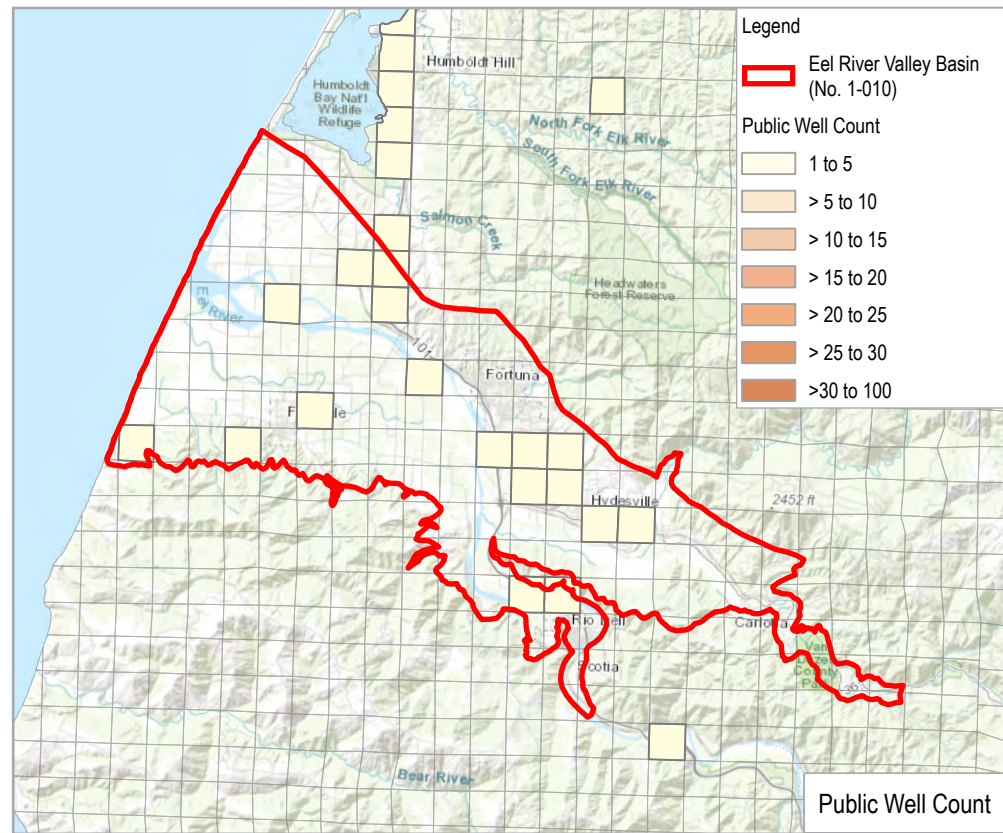 Legend
Eel River Valley Basin
(No. 1-010)
Public Well Count
1 to 5
> 5 to 10
> 10 to 15
> 15 to 20
> 20 to 25
> 25 to 30
>30 to 100
Humboldt Hill
Humboldt
Bay Nat'l
Wildlife
Refuge
North Fork Elk River
South Fork Elk River
Salmon
Creek
Headwaters
Forest Reserve
Eel River
101
Fortuna
Hydesville
2452 ft
Rio Dell
Carlotta
Scotia
County
36
Bear River
Public Well Count